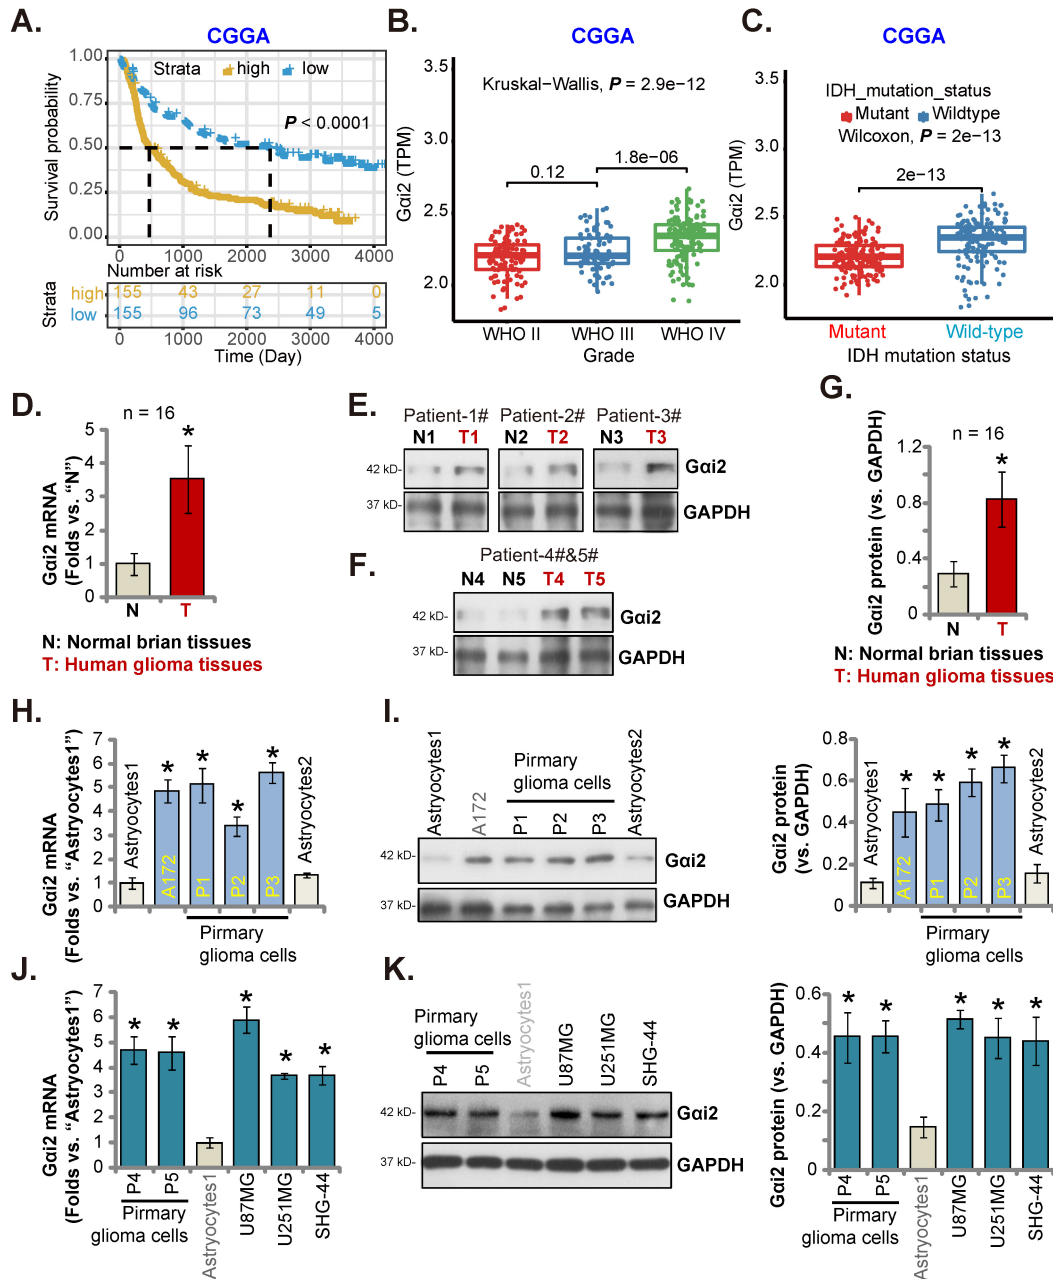 A.
CGGA
Survival probability
1.00
0.75
0.50
0.25
0.00
Strata high low
P < 0.0001
Number at risk
Strata
high 155 43 27 11 0
low 155 96 73 49 5
0 1000 2000 3000 4000
Time (Day)
B.
CGGA
Gαi2 (TPM)
3.5
3.0
2.5
2.0
Kruskal−Wallis, P = 2.9e−12
0.12
1.8e−06
WHO II WHO III WHO IV
Grade
C.
CGGA
Gαi2 (TPM)
3.5
3.0
2.5
2.0
IDH_mutation_status
Mutant Wildtype
Wilcoxon, P = 2e−13
2e−13
Mutant Wild-type
IDH mutation status
D.
n = 16
Gαi2 mRNA
(Folds vs. “N”)
5
4
3
2
1
0
*
N T
N: Normal brian tissues
T: Human glioma tissues
E.
Patient-1# Patient-2# Patient-3#
N1 T1 N2 T2 N3 T3
42 kD- Gαi2
37 kD- GAPDH
F.
Patient-4#&5#
N4 N5 T4 T5
42 kD- Gαi2
37 kD- GAPDH
G.
Gαi2 protein (vs. GAPDH)
n = 16
1.2
0.8
0.4
0
*
N T
N: Normal brian tissues
T: Human glioma tissues
H.
Gαi2 mRNA
(Folds vs. “Astryocytes1”)
7
6
5
4
3
2
1
0
Astryocytes1
* * * *
A172 P1 P2 P3
Astryocytes2
Pirmary
glioma cells
I.
Astryocytes1
A172
Pirmary
glioma cells
P1 P2 P3
Astryocytes2
42 kD- Gαi2
37 kD- GAPDH
Gαi2 protein
(vs. GAPDH)
0.8
0.6
0.4
0.2
0
Astryocytes1
* * * *
A172 P1 P2 P3
Astryocytes2
Pirmary
glioma cells
J.
Gαi2 mRNA
(Folds vs. “Astryocytes1”)
7
6
5
4
3
2
1
0
* * * * *
P4 P5 Astryocytes1 U87MG U251MG SHG-44
Pirmary
glioma cells
K.
Pirmary
glioma cells
P4 P5 Astryocytes1 U87MG U251MG SHG-44
42 kD- Gαi2
37 kD- GAPDH
Gαi2 protein (vs. GAPDH)
0.6
0.4
0.2
0
* * * * *
P4 P5 Astryocytes1 U87MG U251MG SHG-44
Pirmary
glioma cells